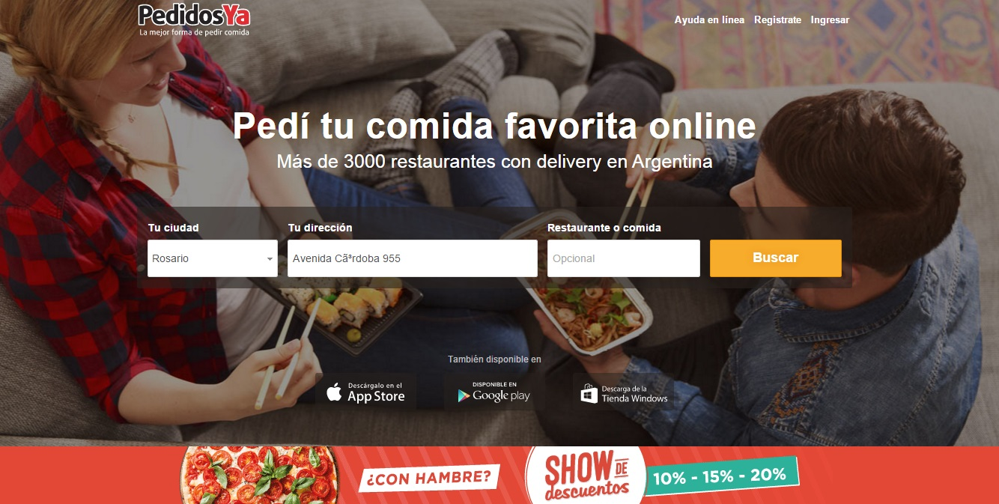 PedidosYa
La mejor forma de pedir comida
Ayuda en línea Registrate Ingresar
Pedí tu comida favorita online
Más de 3000 restaurantes con delivery en Argentina
Tu ciudad
Tu dirección
Restaurante o comida
Rosario
Avenida Cã³rdoba 955
Opcional
Buscar
También disponible en
Descárgalo en el
App Store
DISPONIBLE EN
Google play
Descarga de la
Tienda Windows
¿CON HAMBRE?
SHOW DE
descuentos
10% - 15% - 20%